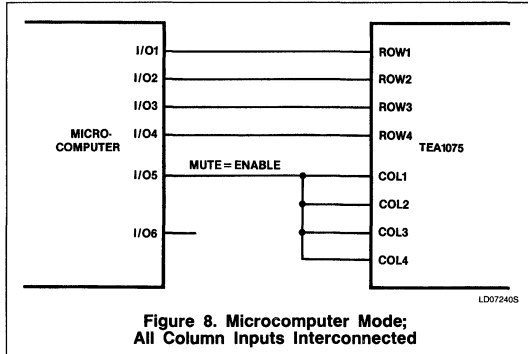 I/O1 ROW1
I/O2 ROW2
I/O3 ROW3
I/O4 ROW4
MICRO-
COMPUTER
TEA1075
MUTE = ENABLE
I/O5 COL1
COL2
I/O6 COL3
COL4
LD07240S
Figure 8. Microcomputer Mode;
All Column Inputs Interconnected